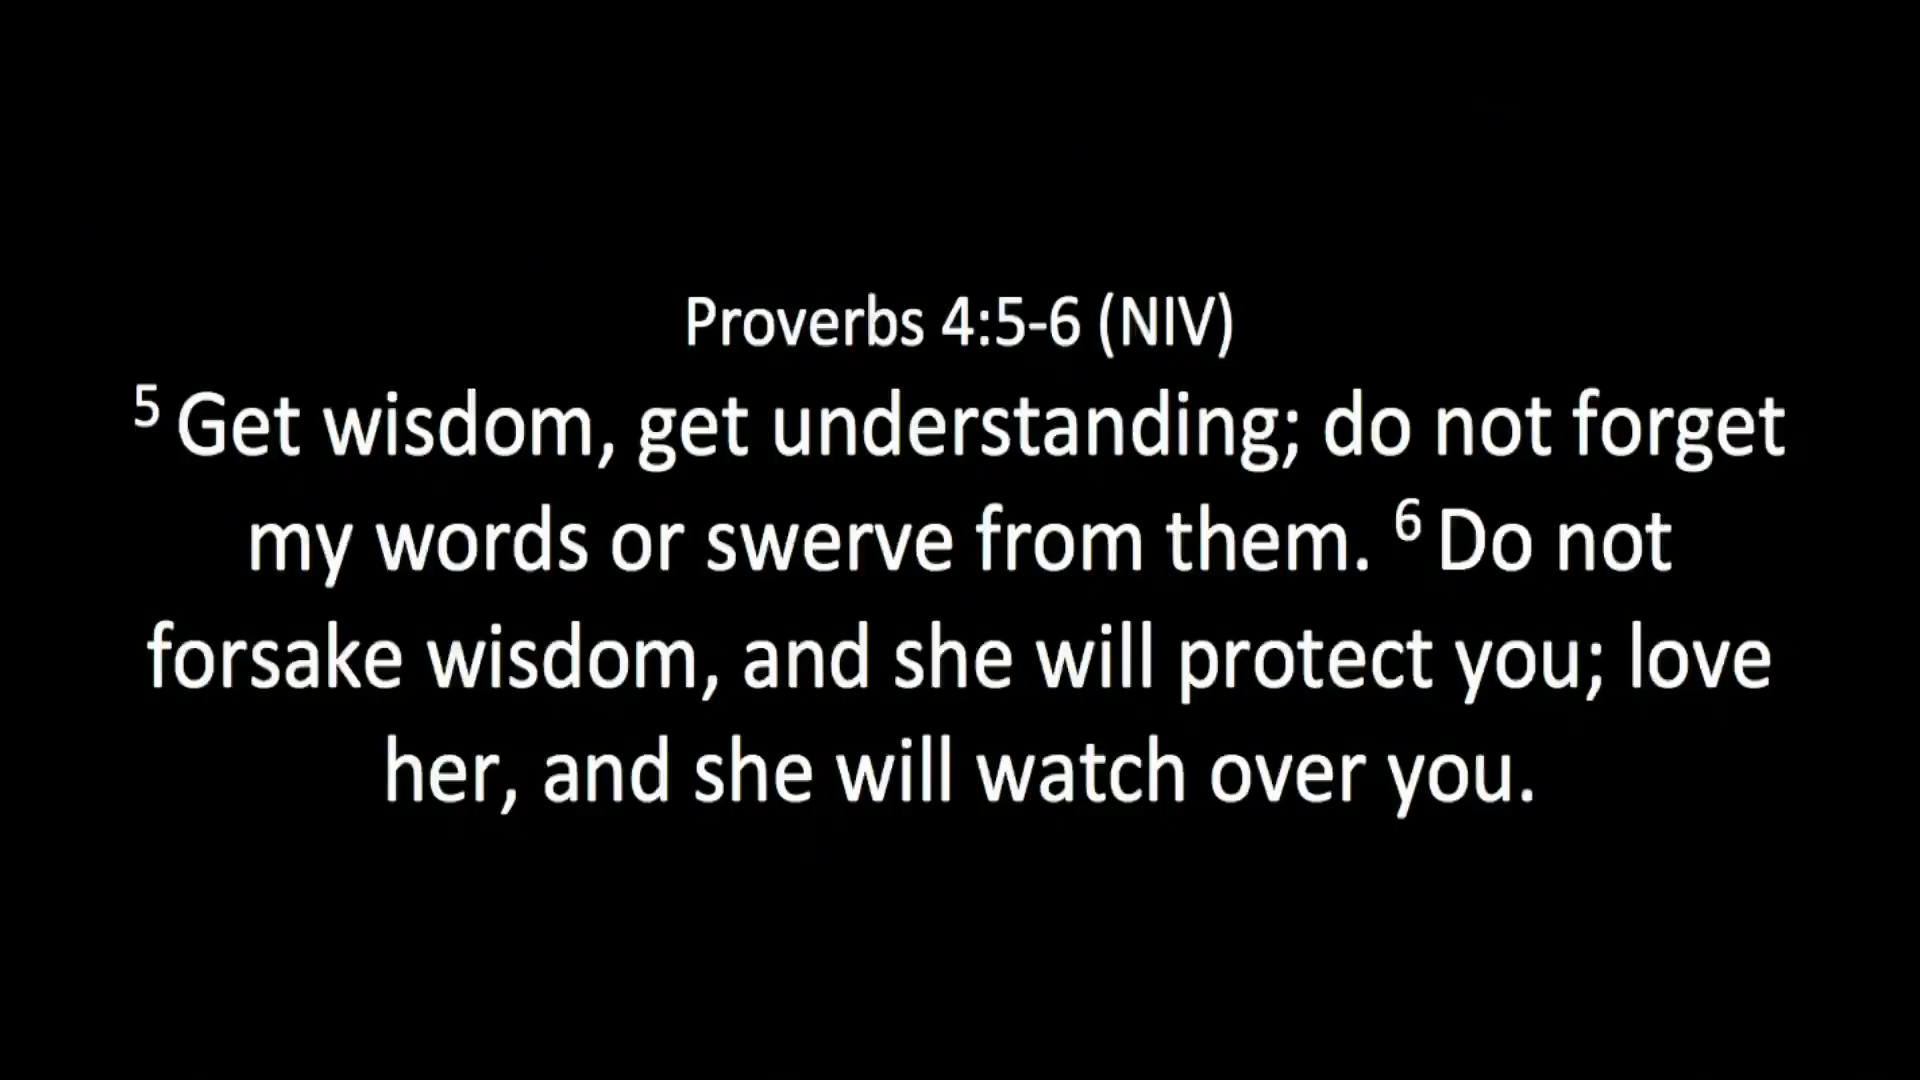 Proverbs 4:5-6 (NIV)
5 Get wisdom, get understanding; do not forget
my words or swerve from them. 6 Do not
forsake wisdom, and she will protect you; love
her, and she will watch over you.